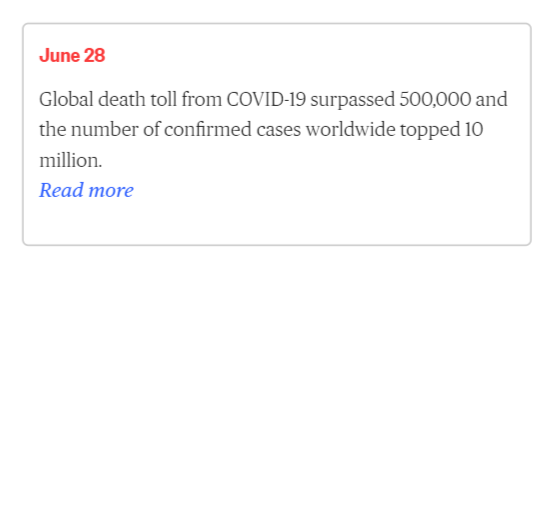 June 28
Global death toll from COVID-19 surpassed 500,000 and
the number of confirmed cases worldwide topped 10
million.
Read more